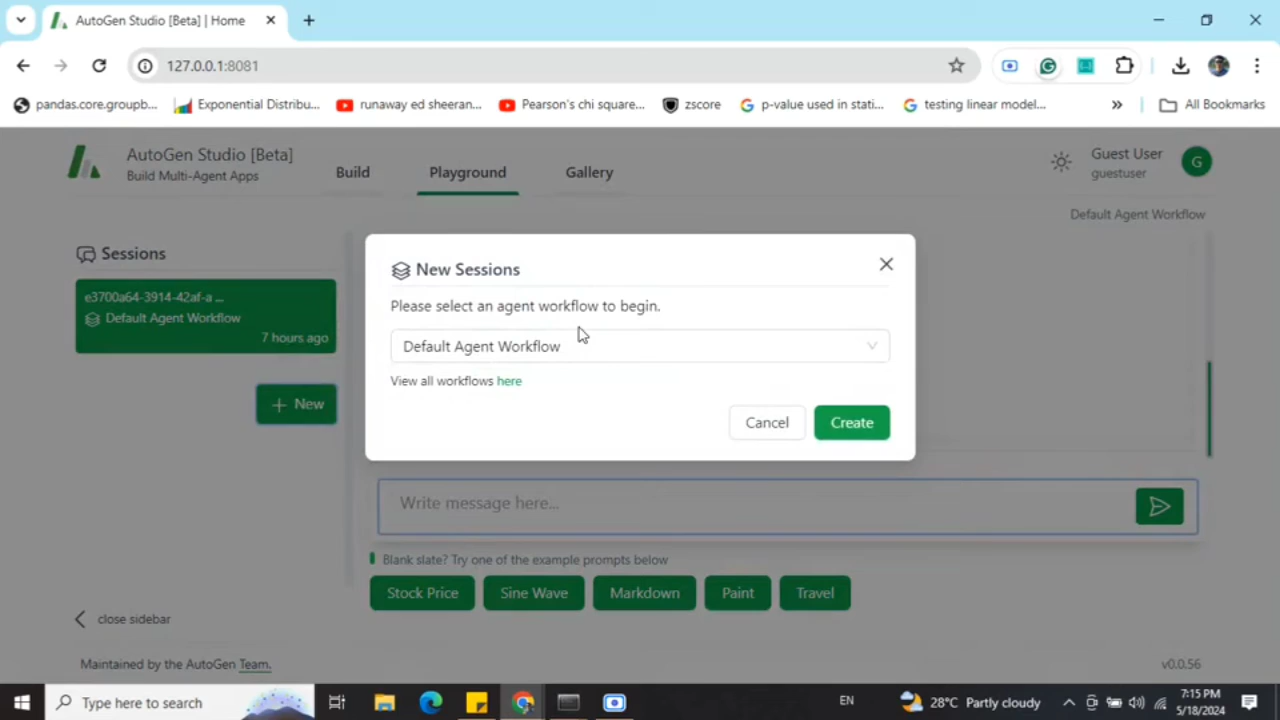 AutoGen Studio [Beta] | Home
127.0.0.1:8081
pandas.core.groupb...
Exponential Distribu...
runaway ed sheeran...
Pearson's chi square...
zscore
p-value used in stati...
testing linear model...
All Bookmarks
AutoGen Studio [Beta]
Build Multi-Agent Apps
Build
Playground
Gallery
Guest User
guestuser
G
Default Agent Workflow
Sessions
e3700a64-3914-42af-a ...
Default Agent Workflow
7 hours ago
+ New
New Sessions
Please select an agent workflow to begin.
Default Agent Workflow
View all workflows here
Cancel
Create
Write message here...
Blank slate? Try one of the example prompts below
Stock Price
Sine Wave
Markdown
Paint
Travel
close sidebar
Maintained by the AutoGen Team.
v0.0.56
Type here to search
EN
28°C Partly cloudy
7:15 PM
5/18/2024